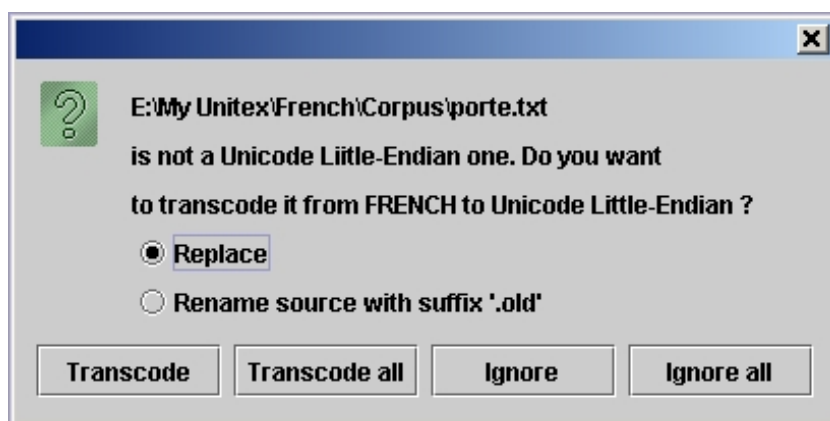 E:\My Unitex\French\Corpus\porte.txt
is not a Unicode Liitle-Endian one. Do you want
to transcode it from FRENCH to Unicode Little-Endian ?
Replace
Rename source with suffix '.old'
Transcode Transcode all Ignore Ignore all